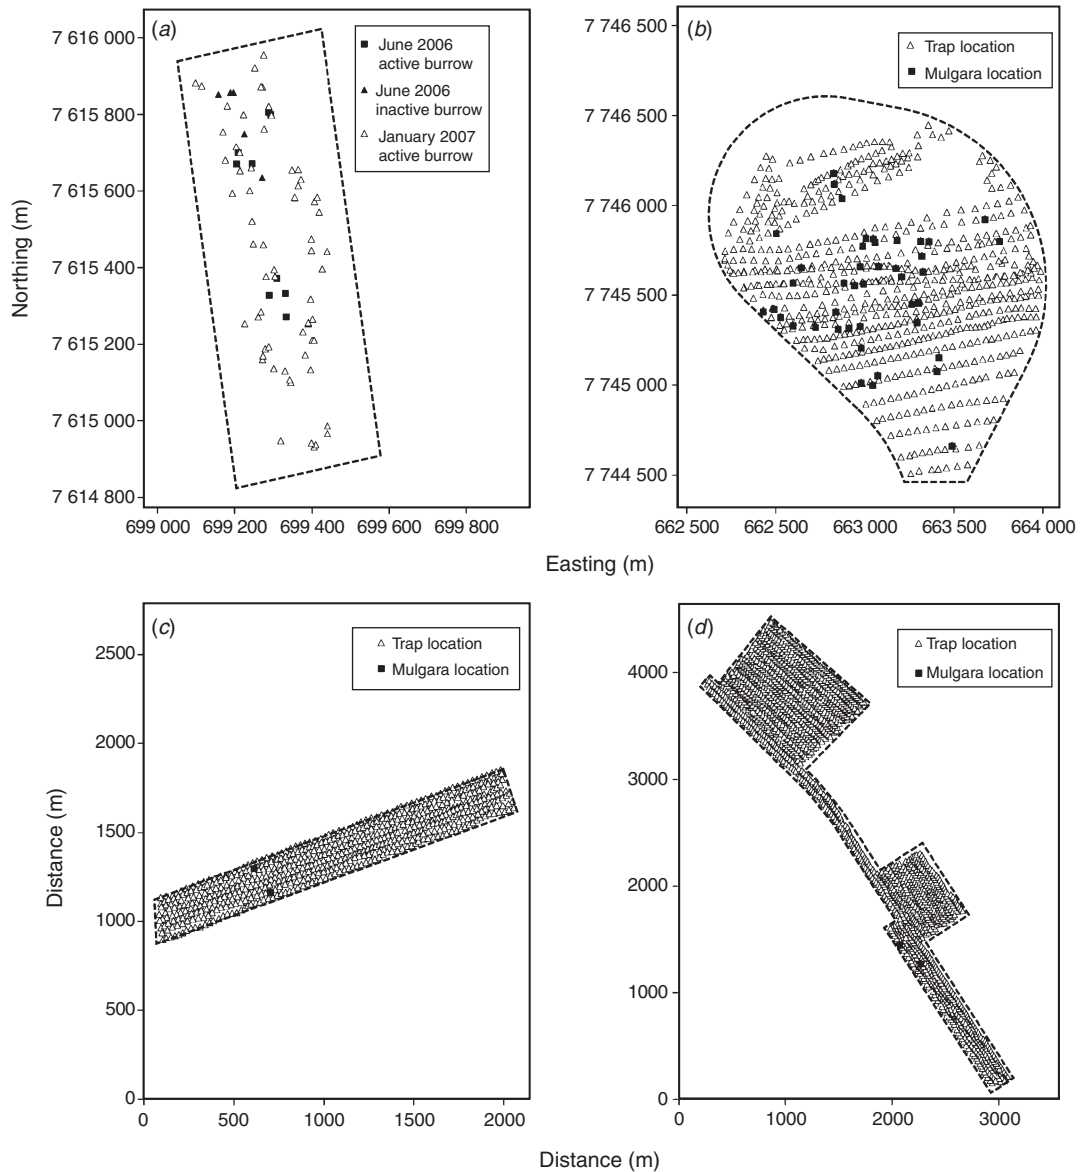 (a)
June 2006
active burrow
June 2006
inactive burrow
January 2007
active burrow
7 616 000
7 615 800
7 615 600
7 615 400
7 615 200
7 615 000
7 614 800
699 000
699 200
699 400
699 600
699 800
Northing (m)
(b)
Trap location
Mulgara location
7 746 500
7 746 500
7 746 000
7 745 500
7 745 000
7 744 500
662 500
662 500
663 000
663 500
664 000
Easting (m)
(c)
Trap location
Mulgara location
2500
2000
1500
1000
500
0
0
500
1000
1500
2000
Distance (m)
(d)
Trap location
Mulgara location
4000
3000
2000
1000
0
0
1000
2000
3000
Distance (m)